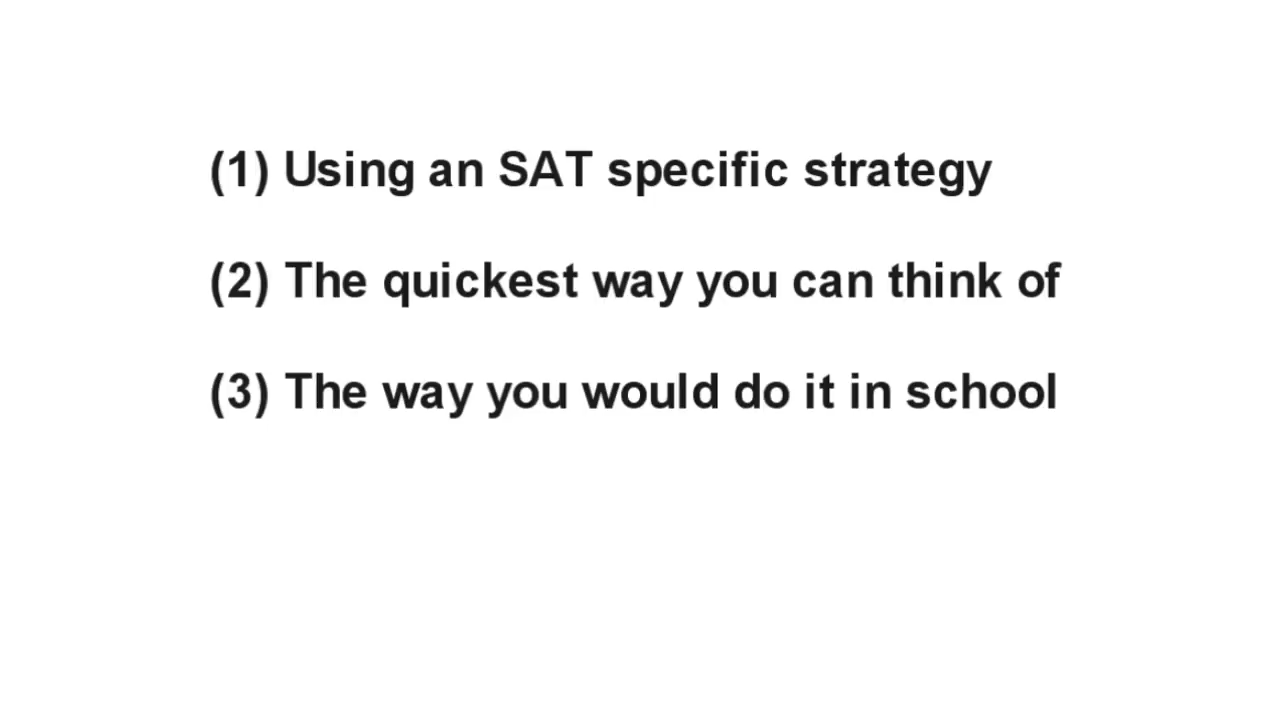 (1) Using an SAT specific strategy
(2) The quickest way you can think of
(3) The way you would do it in school